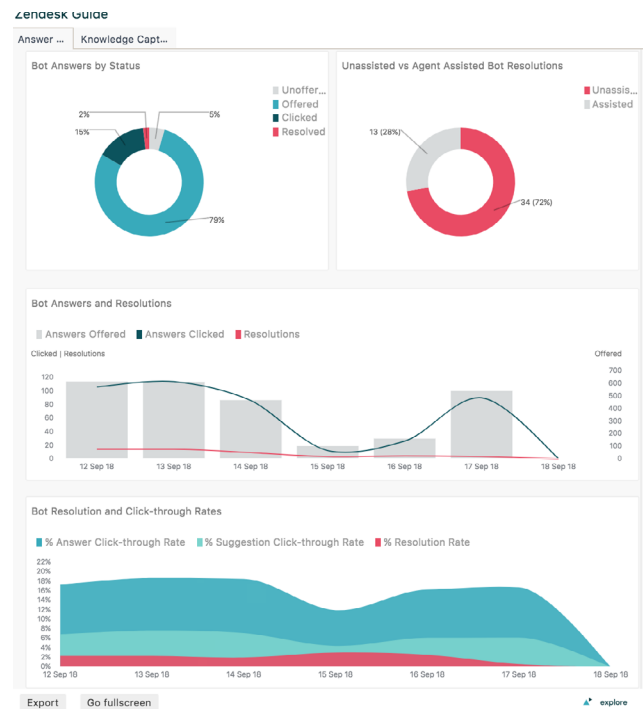 Zendesk Guide
Answer ... Knowledge Capt...
Bot Answers by Status
Unoffer...
Offered
Clicked
Resolved
2%
5%
15%
79%
Unassisted vs Agent Assisted Bot Resolutions
Unassis...
Assisted
13 (28%)
34 (72%)
Bot Answers and Resolutions
Answers Offered Answers Clicked Resolutions
Clicked | Resolutions Offered
120
100
80
60
40
20
0
700
600
500
400
300
200
100
0
12 Sep 18 13 Sep 18 14 Sep 18 15 Sep 18 16 Sep 18 17 Sep 18 18 Sep 18
Bot Resolution and Click-through Rates
% Answer Click-through Rate % Suggestion Click-through Rate % Resolution Rate
22%
20%
18%
16%
14%
12%
10%
8%
6%
4%
2%
0%
12 Sep 18 13 Sep 18 14 Sep 18 15 Sep 18 16 Sep 18 17 Sep 18 18 Sep 18
Export Go fullscreen explore